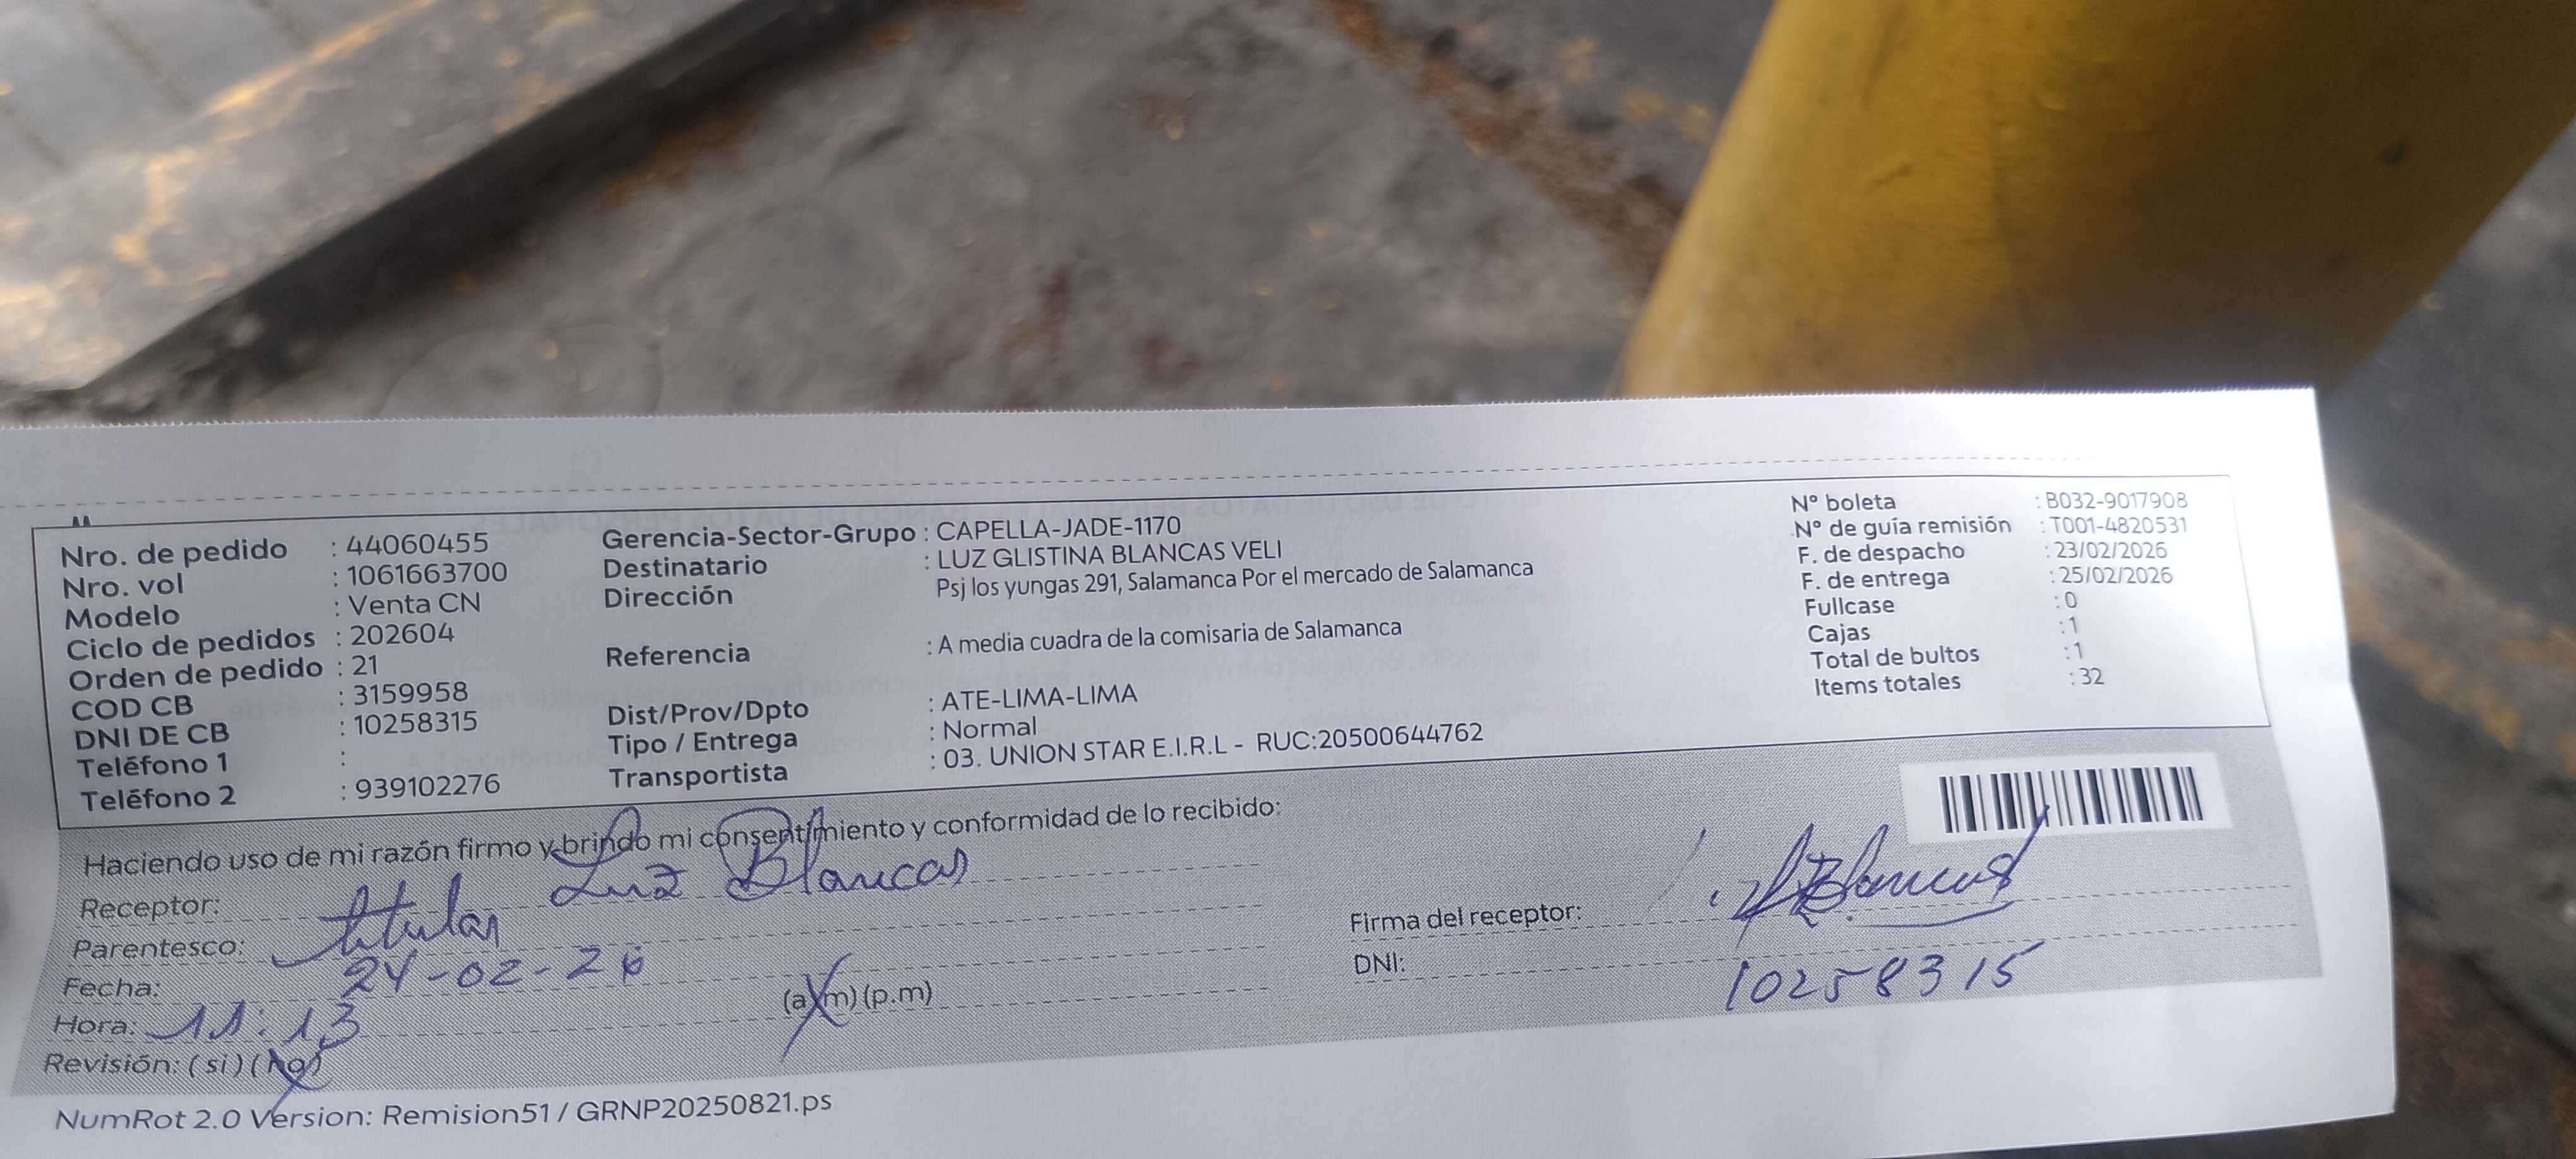 Nro. de pedido : 44060455
Nro. vol : 1061663700
Modelo : Venta CN
Ciclo de pedidos : 202604
Orden de pedido : 21
COD CB : 3159958
DNI DE CB : 10258315
Teléfono 1 :
Teléfono 2 : 939102276
Gerencia-Sector-Grupo : CAPELLA-JADE-1170
Destinatario : LUZ GLISTINA BLANCAS VELI
Dirección Psj los yungas 291, Salamanca Por el mercado de Salamanca
Referencia : A media cuadra de la comisaria de Salamanca
Dist/Prov/Dpto : ATE-LIMA-LIMA
Tipo / Entrega : Normal
Transportista : 03. UNION STAR E.I.R.L - RUC:20500644762
N° boleta : B032-9017908
N° de guía remisión : T001-4820531
F. de despacho : 23/02/2026
F. de entrega : 25/02/2026
Fullcase : 0
Cajas : 1
Total de bultos : 1
Items totales : 32
Haciendo uso de mi razón firmo y brindo mi consentimiento y conformidad de lo recibido:
Receptor: Luz Blancas
Parentesco: titular
Fecha: 24-02-26
Hora: 11:13 (a.m) (p.m)
Revisión: ( si ) ( no )
Firma del receptor: Blancas
DNI: 10258315
NumRot 2.0 Version: Remision51 / GRNP20250821.ps